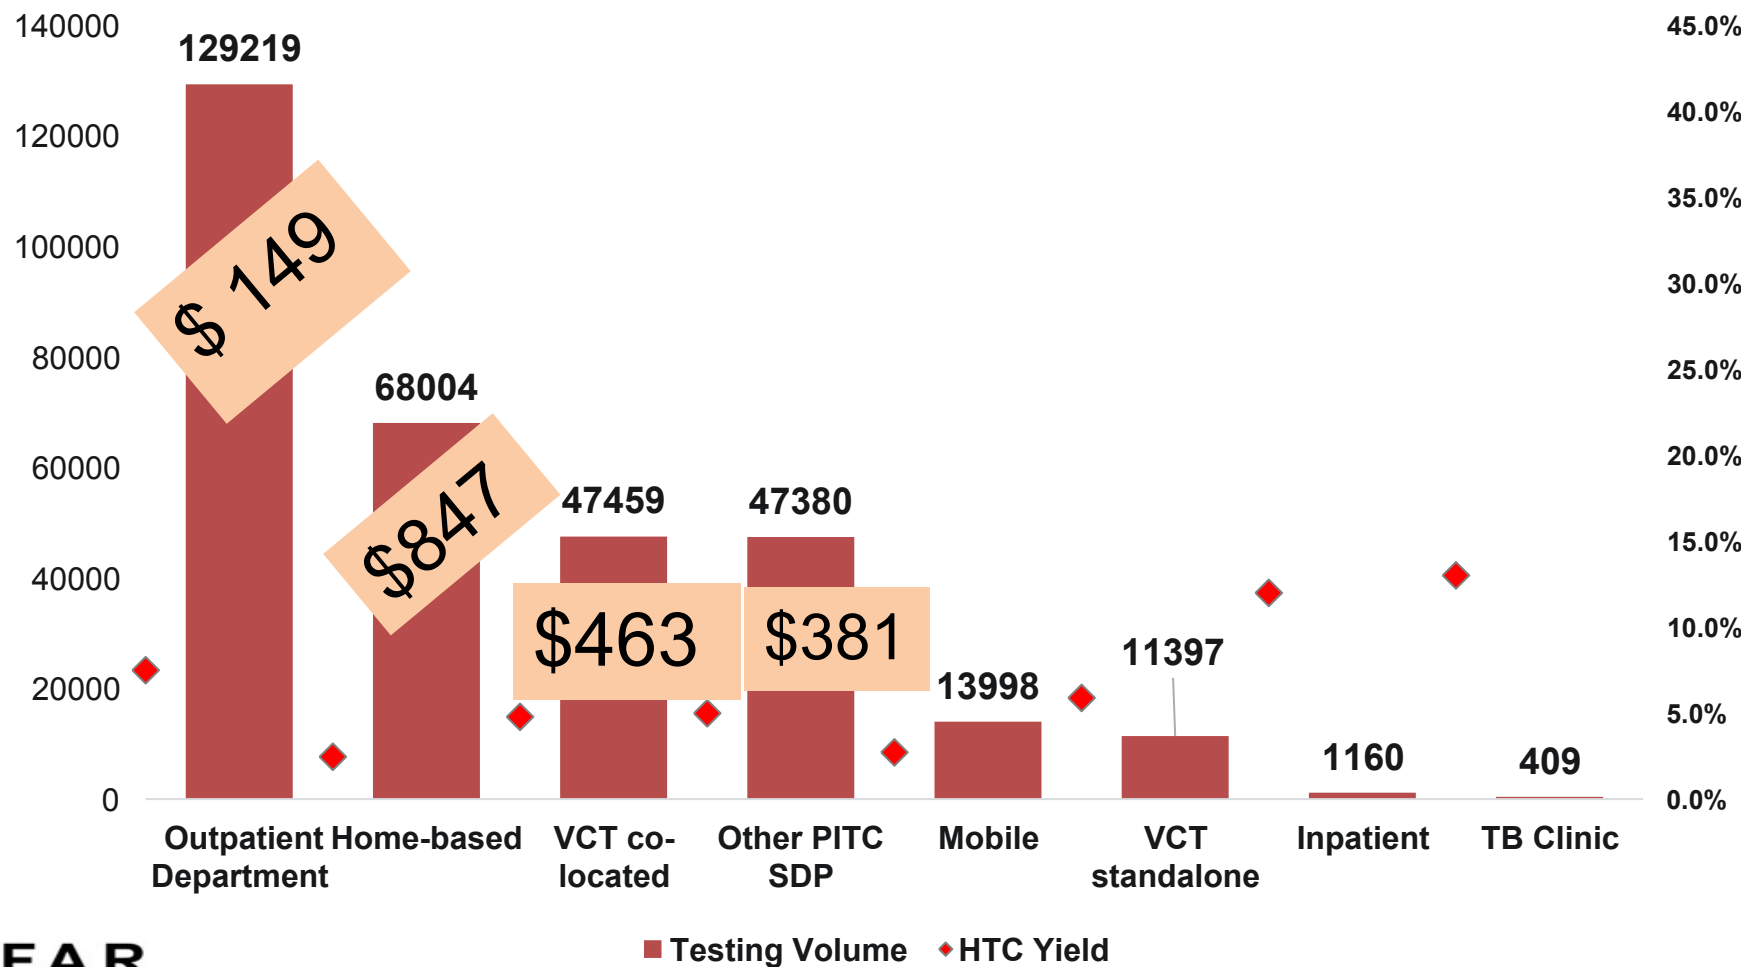 140000
120000
100000
80000
60000
40000
20000
0
45.0%
40.0%
35.0%
30.0%
25.0%
20.0%
15.0%
10.0%
5.0%
0.0%
129219
68004
47459
47380
13998
11397
1160
409
$ 149
$847
$463
$381
Outpatient
Department
Home-based
VCT co-
located
Other PITC
SDP
Mobile
VCT
standalone
Inpatient
TB Clinic
Testing Volume
HTC Yield